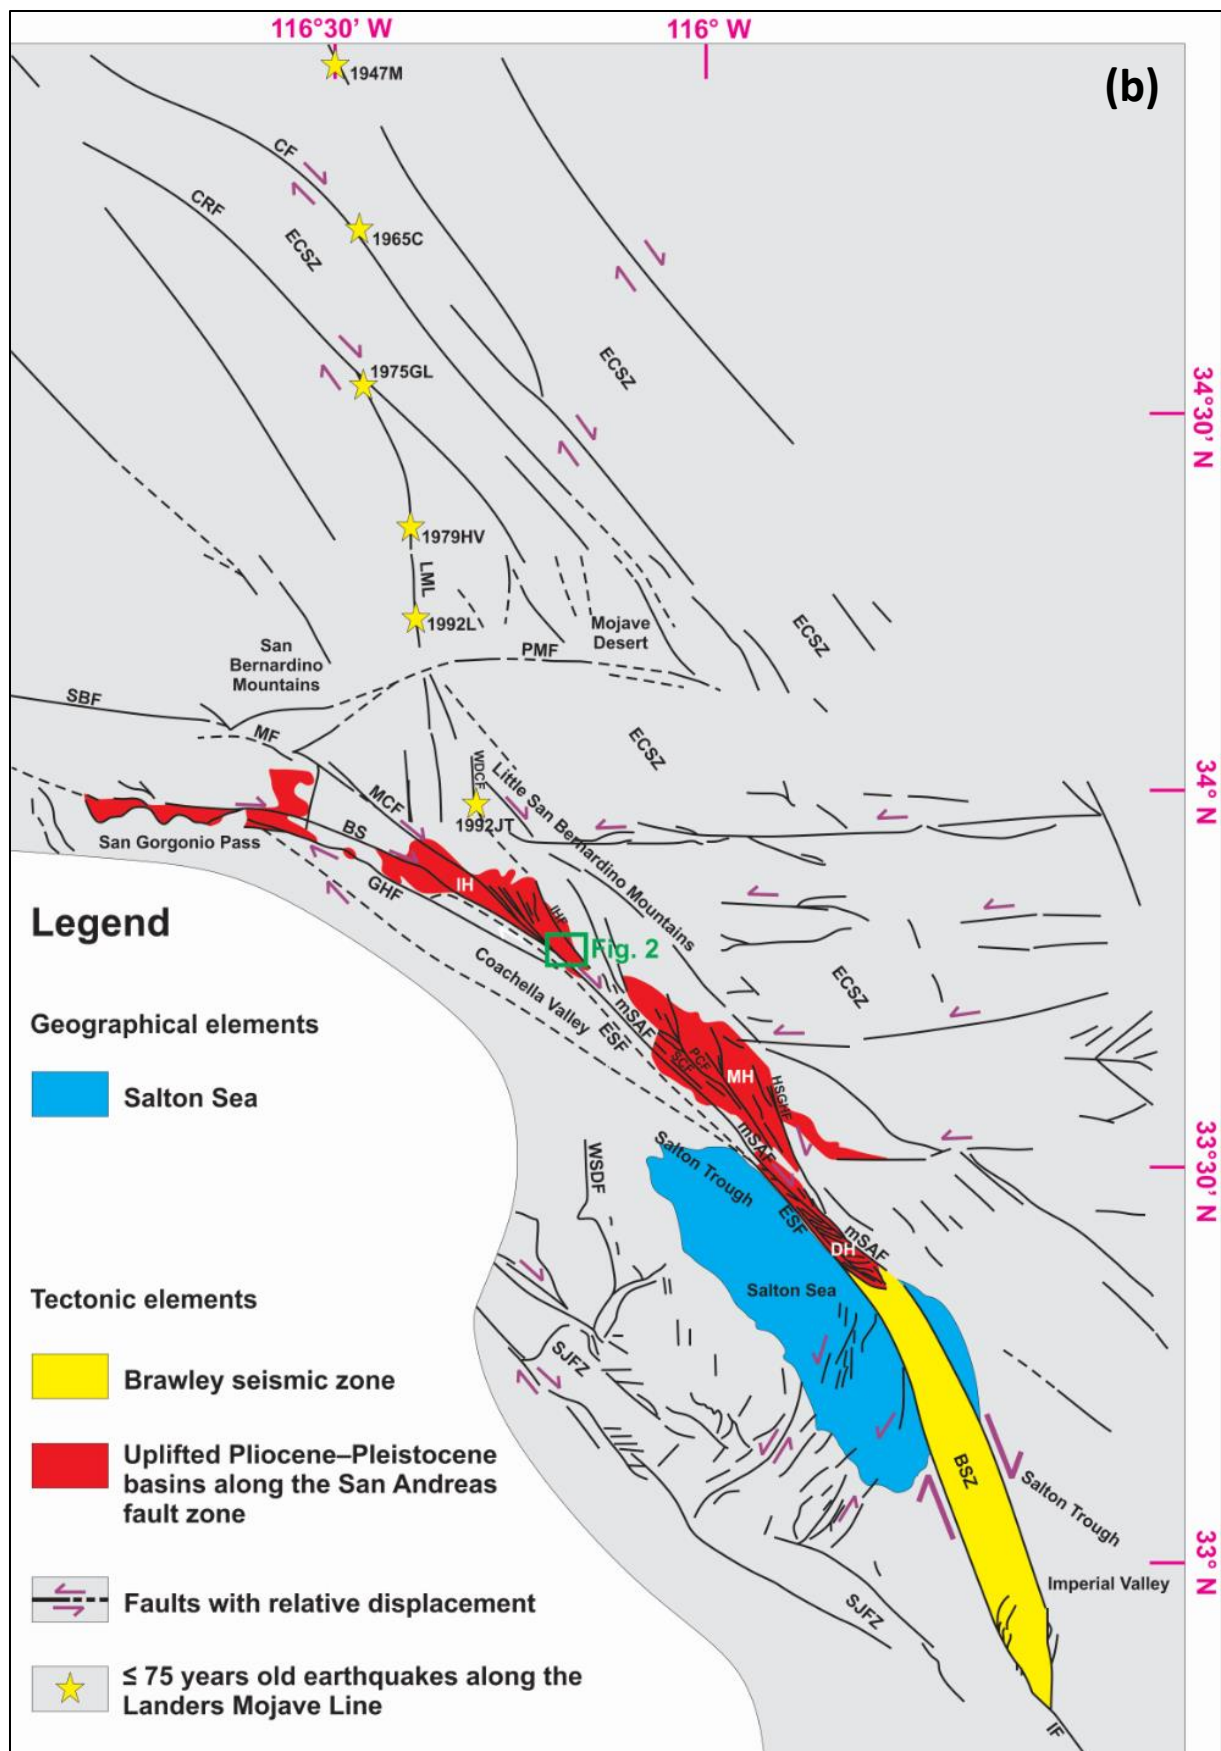 116°30’ W
116° W
(b)
1947M
CF
CRF
1965C
ECSZ
ECSZ
1975GL
34°30’ N
1979HV
LML
1992L
Mojave
Desert
ECSZ
PMF
San
Bernardino
Mountains
SBF
MF
ECSZ
WDCF
Little San Bernardino Mountains
34° N
MCF
1992JT
BS
San Gorgonio Pass
GHF
IH
IHF
Fig. 2
Coachella Valley
ECSZ
mSAF
ESF
PCF
SCF
MH
HSGHF
mSAF
Salton Trough
WSDF
33°30’ N
ESF
mSAF
DH
Salton Sea
SJFZ
BSZ
Salton Trough
33° N
Imperial Valley
SJFZ
IF
Legend
Geographical elements
Salton Sea
Tectonic elements
Brawley seismic zone
Uplifted Pliocene–Pleistocene
basins along the San Andreas
fault zone
Faults with relative displacement
≤ 75 years old earthquakes along the
Landers Mojave Line